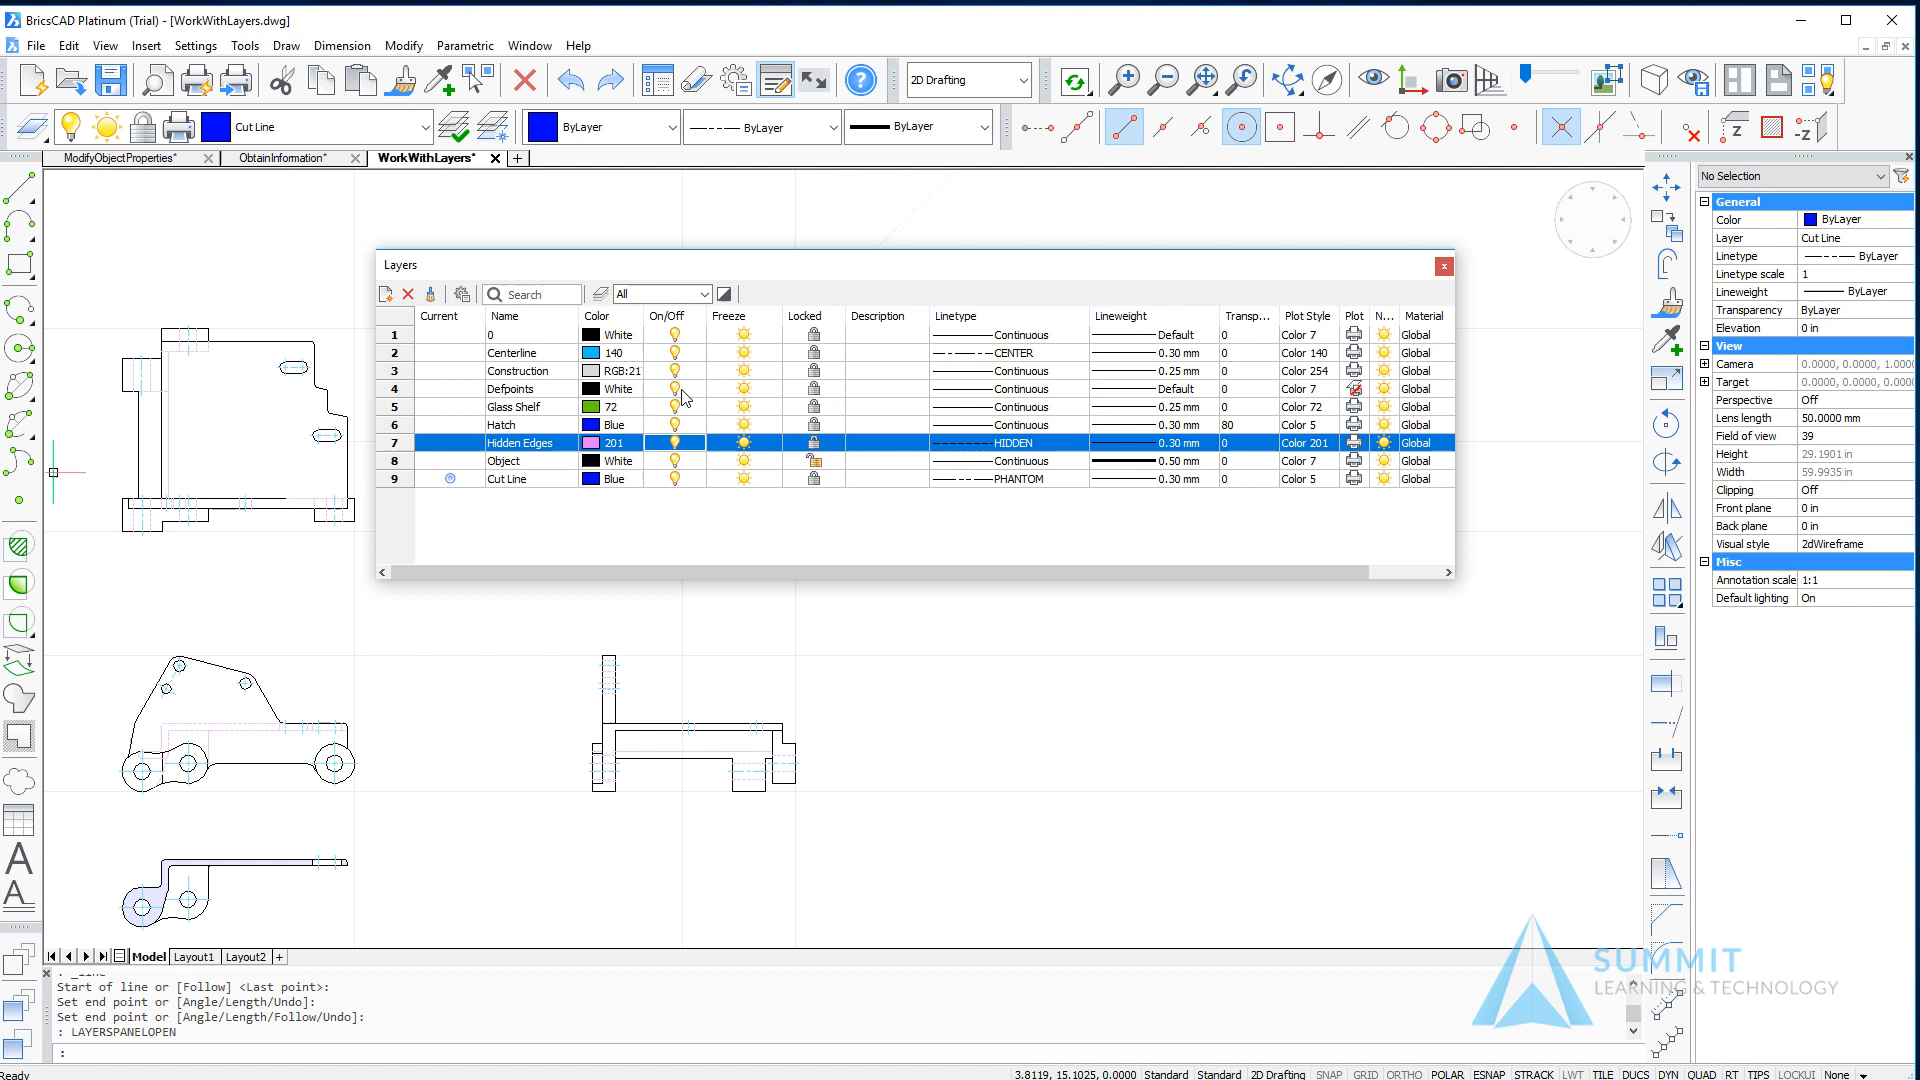 BricsCAD Platinum (Trial) - [WorkWithLayers.dwg]
File Edit View Insert Settings Tools Draw Dimension Modify Parametric Window Help
2D Drafting
Cut Line ByLayer ByLayer ByLayer
ModifyObjectProperties* ObtainInformation* WorkWithLayers*
Layers
Search All
Current Name Color On/Off Freeze Locked Description Linetype Lineweight Transp... Plot Style Plot N... Material
1 0 White Continuous Default 0 Color 7 Global
2 Centerline 140 CENTER 0.30 mm 0 Color 140 Global
3 Construction RGB:21 Continuous 0.25 mm 0 Color 254 Global
4 Defpoints White Continuous Default 0 Color 7 Global
5 Glass Shelf 72 Continuous 0.25 mm 0 Color 72 Global
6 Hatch Blue Continuous 0.30 mm 80 Color 5 Global
7 Hidden Edges 201 HIDDEN 0.30 mm 0 Color 201 Global
8 Object White Continuous 0.50 mm 0 Color 7 Global
9 Cut Line Blue PHANTOM 0.30 mm 0 Color 5 Global
No Selection
General
Color ByLayer
Layer Cut Line
Linetype ByLayer
Linetype scale 1
Lineweight ByLayer
Transparency ByLayer
Elevation 0 in
View
Camera 0.0000, 0.0000, 1.0000
Target 0.0000, 0.0000, 0.0000
Perspective Off
Lens length 50.0000 mm
Field of view 39
Height 29.1901 in
Width 59.9935 in
Clipping Off
Front plane 0 in
Back plane 0 in
Visual style 2dWireframe
Misc
Annotation scale 1:1
Default lighting On
Model Layout1 Layout2 +
: _line
Start of line or [Follow] <Last point>:
Set end point or [Angle/Length/Undo]:
Set end point or [Angle/Length/Follow/Undo]:
: LAYERSPANELOPEN
:
SUMMIT
LEARNING & TECHNOLOGY
Ready 3.8119, 15.1025, 0.0000 Standard Standard 2D Drafting SNAP GRID ORTHO POLAR ESNAP STRACK LWT TILE DUCS DYN QUAD RT TIPS LOCKUI None